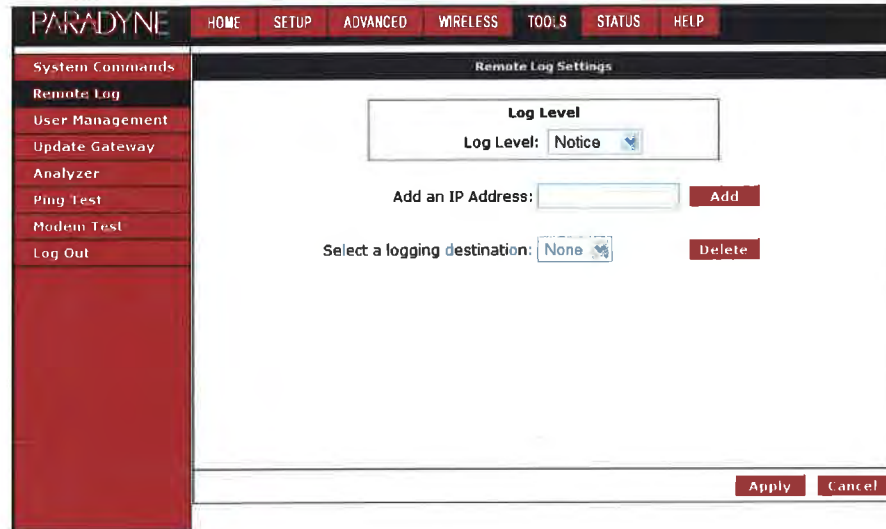 PARADYNE HOME SETUP ADVANCED WIRELESS TOOLS STATUS HELP
System Commands
Remote Log
User Management
Update Gateway
Analyzer
Ping Test
Modem Test
Log Out
Remote Log Settings
Log Level
Log Level: Notice
Add an IP Address: Add
Select a logging destination: None Delete
Apply Cancel